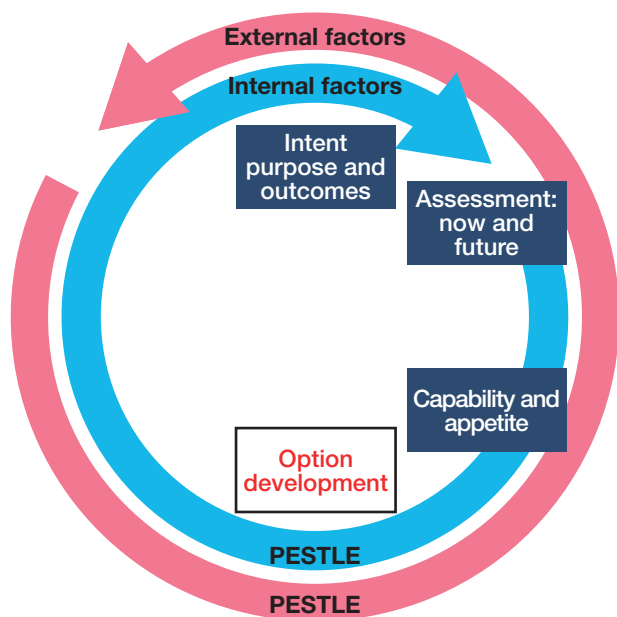 External factors
Internal factors
Intent
purpose and
outcomes
Assessment:
now and
future
Capability and
appetite
Option
development
PESTLE
PESTLE